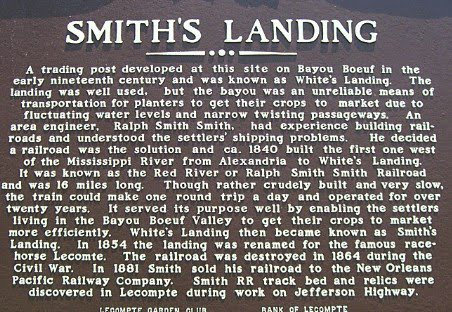 SMITH'S LANDING
A trading post developed at this site on Bayou Boeuf in the
early nineteenth century and was known as White's Landing. The
landing was well used, but the bayou was an unreliable means of
transportation for planters to get their crops to market due to
fluctuating water levels and narrow twisting passageways. An
area engineer, Ralph Smith Smith, had experience building rail-
roads and understood the settlers' shipping problems. He decided
a railroad was the solution and ca. 1840 built the first one west
of the Mississippi River from Alexandria to White's Landing.
It was known as the Red River or Ralph Smith Smith Railroad
and was 16 miles long. Though rather crudely built and very slow,
the train could make one round trip a day and operated for over
twenty years. It served its purpose well by enabling the settlers
living in the Bayou Boeuf Valley to get their crops to market
more efficiently. White's Landing then became known as Smith's
Landing. In 1854 the landing was renamed for the famous race-
horse Lecomte. The railroad was destroyed in 1864 during the
Civil War. In 1881 Smith sold his railroad to the New Orleans
Pacific Railway Company. Smith RR track bed and relics were
discovered in Lecompte during work on Jefferson Highway.
LECOMPTE GARDEN CLUB BANK OF LECOMPTE